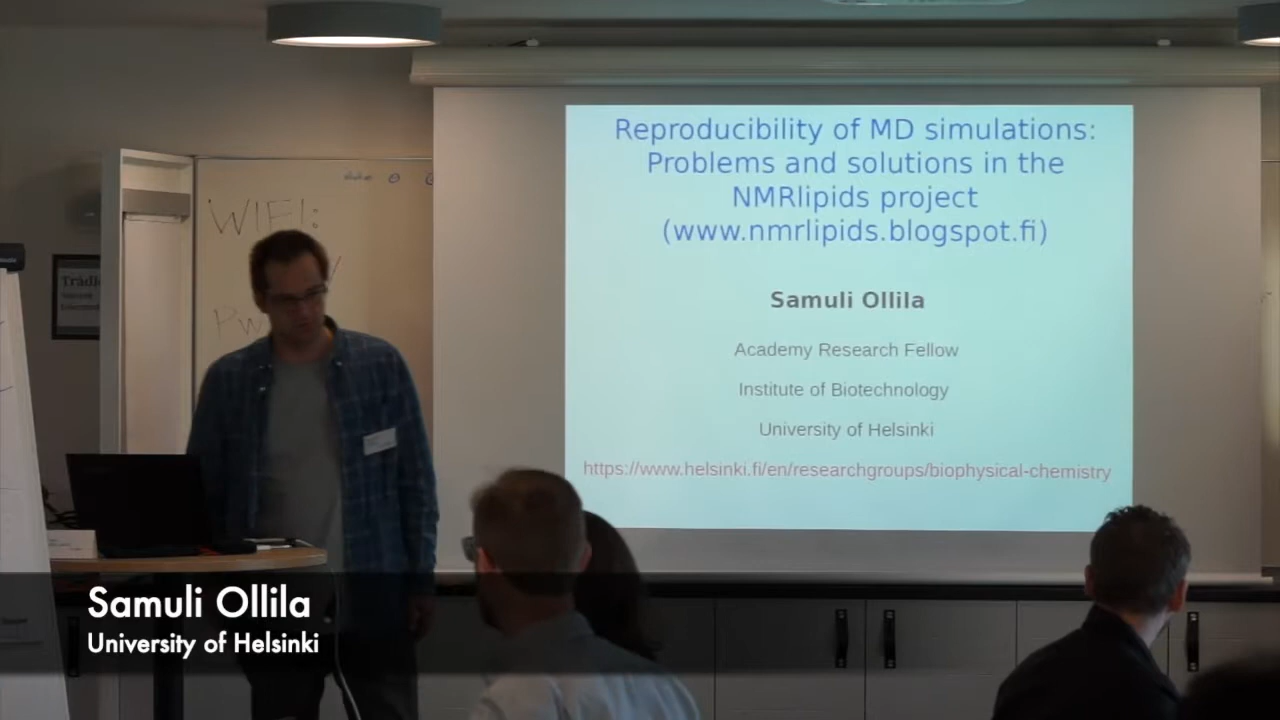 Reproducibility of MD simulations:
Problems and solutions in the
NMRlipids project
(www.nmrlipids.blogspot.fi)
Samuli Ollila
Academy Research Fellow
Institute of Biotechnology
University of Helsinki
https://www.helsinki.fi/en/researchgroups/biophysical-chemistry
WIFI:
PW
Trádi
Samuli Ollila
University of Helsinki